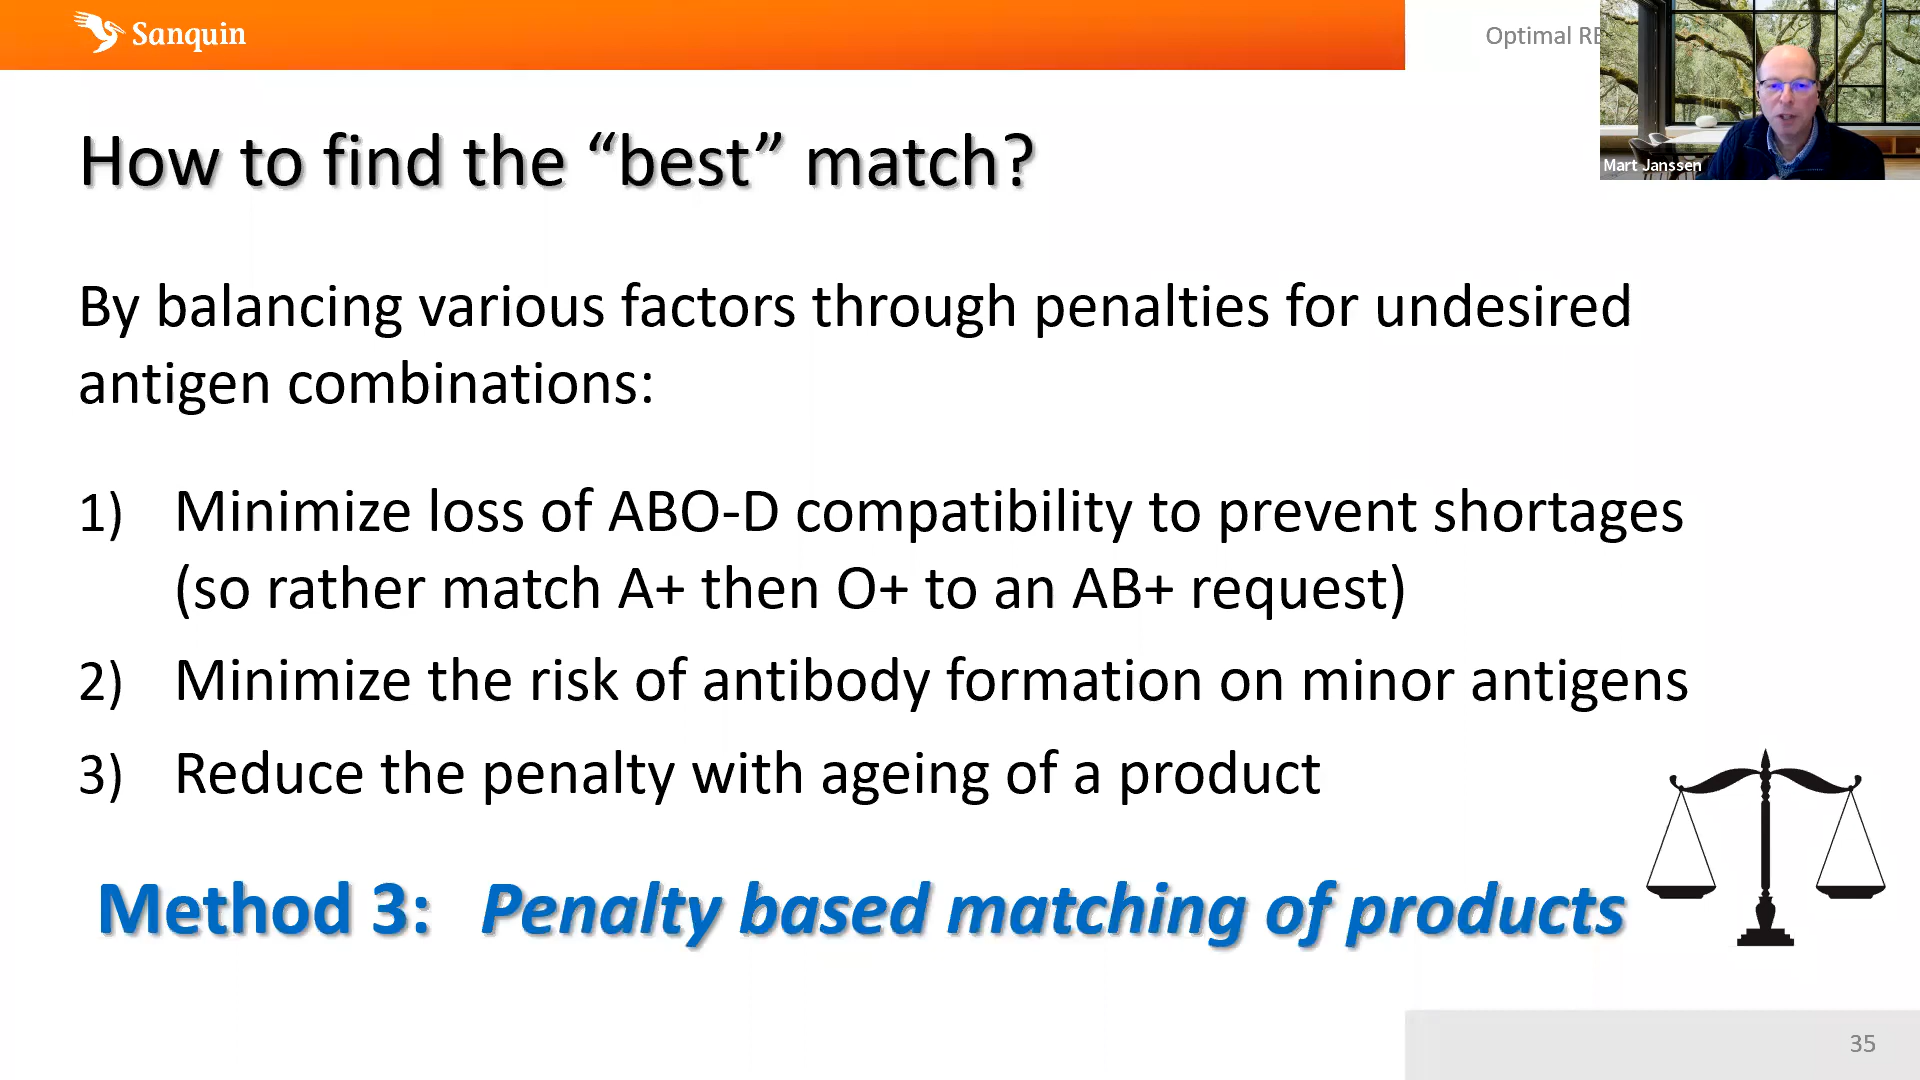 Sanquin
Optimal
Mart Janssen
How to find the “best” match?
By balancing various factors through penalties for undesired
antigen combinations:
1) Minimize loss of ABO-D compatibility to prevent shortages
(so rather match A+ then O+ to an AB+ request)
2) Minimize the risk of antibody formation on minor antigens
3) Reduce the penalty with ageing of a product
Method 3: Penalty based matching of products
35